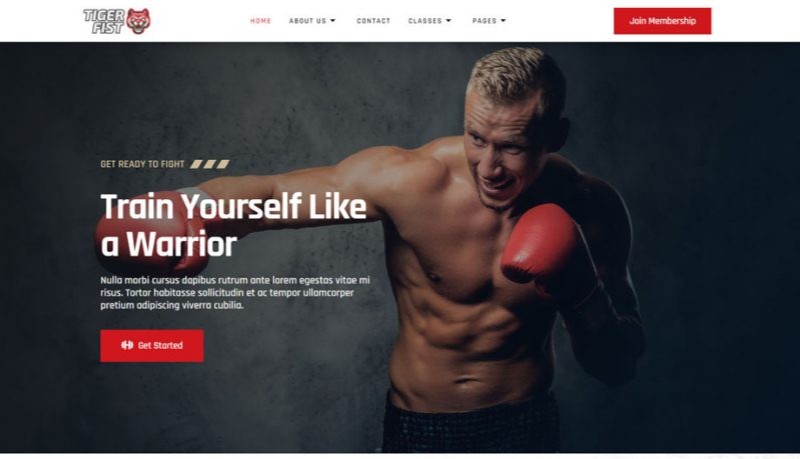 TIGER
FIST
HOME
ABOUT US
CONTACT
CLASSES
PAGES
Join Membership
GET READY TO FIGHT
Train Yourself Like
a Warrior
Nulla morbi cursus dapibus rutrum ante lorem egestas vitae mi
risus. Tortor habitasse sollicitudin et ac tempor ullamcorper
pretium adipiscing viverra cubilia.
Get Started